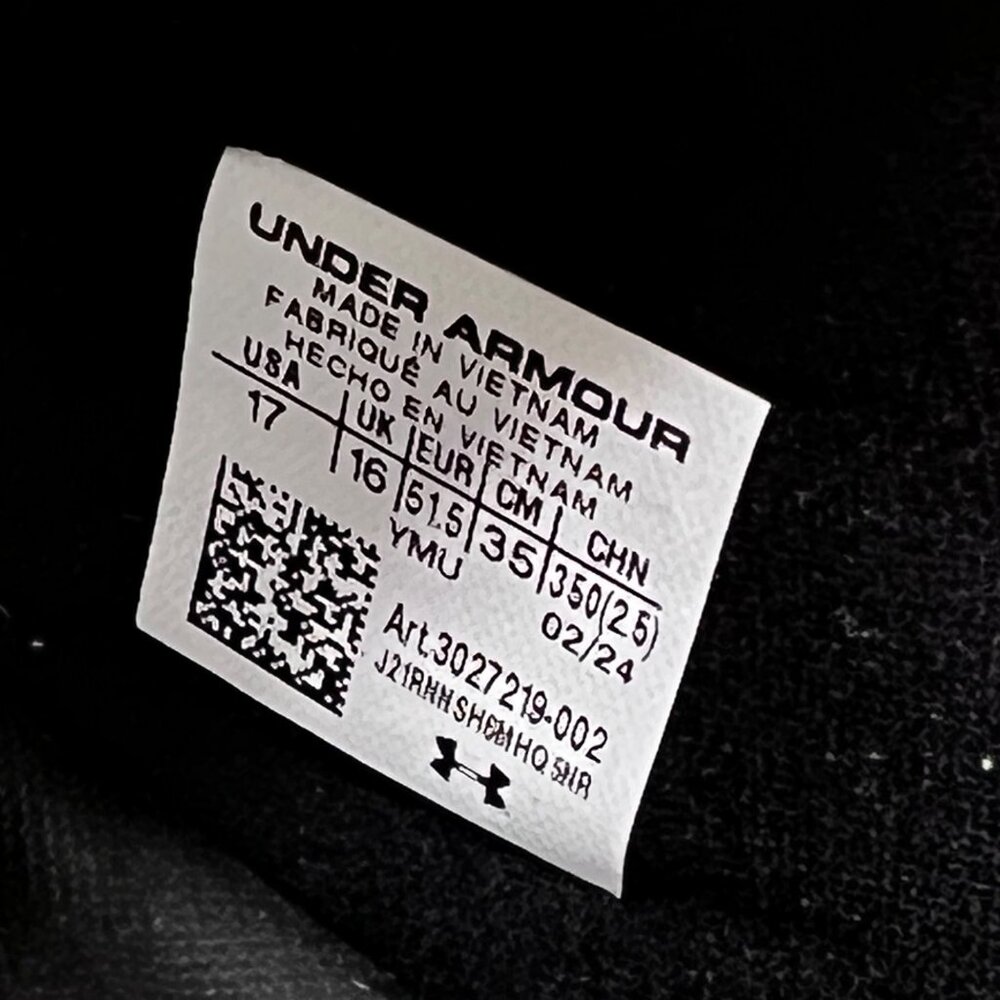 UNDER ARMOUR
MADE IN VIETNAM
FABRIQUÉ AU VIETNAM
HECHO EN VIETNAM
USA UK EUR CM CHN
17 16 51.5 35 350(2.5)
YMU 02/24
Art.3027219-002